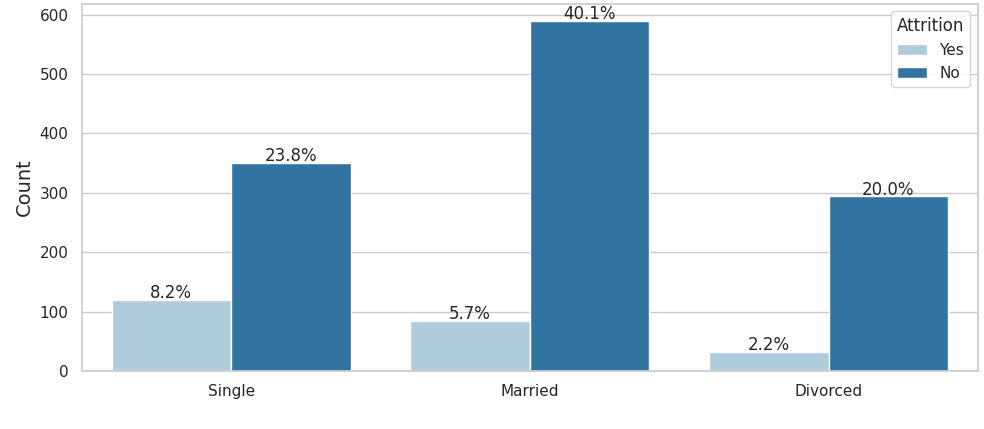 Count
600
500
400
300
200
100
0
8.2%
23.8%
5.7%
40.1%
2.2%
20.0%
Attrition
Yes
No
Single
Married
Divorced